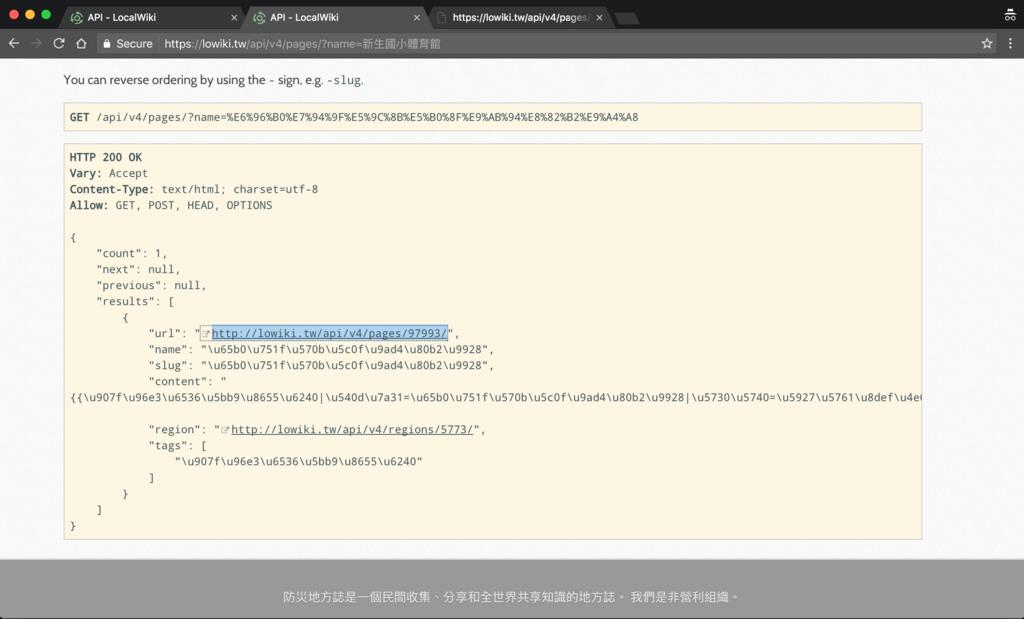 API - LocalWiki
API - LocalWiki
https://lowiki.tw/api/v4/pages/
Secure
https://lowiki.tw/api/v4/pages/?name=新生國小體育館
You can reverse ordering by using the - sign, e.g. -slug.
GET /api/v4/pages/?name=%E6%96%B0%E7%94%9F%E5%9C%8B%E5%B0%8F%E9%AB%94%E8%82%B2%E9%A4%A8
HTTP 200 OK
Vary: Accept
Content-Type: text/html; charset=utf-8
Allow: GET, POST, HEAD, OPTIONS
{
"count": 1,
"next": null,
"previous": null,
"results": [
{
"url": "http://lowiki.tw/api/v4/pages/97993/",
"name": "\u65b0\u751f\u570b\u5c0f\u9ad4\u80b2\u9928",
"slug": "\u65b0\u751f\u570b\u5c0f\u9ad4\u80b2\u9928",
"content": "
{{\u907f\u96e3\u6536\u5bb9\u8655\u6240|\u540d\u7a31=\u65b0\u751f\u570b\u5c0f\u9ad4\u80b2\u9928|\u5730\u5740=\u5927\u5761\u8def\u4e
"region": "http://lowiki.tw/api/v4/regions/5773/",
"tags": [
"\u907f\u96e3\u6536\u5bb9\u8655\u6240"
]
}
]
}
防災地方誌是一個民間收集、分享和全世界共享知識的地方誌。 我們是非營利組織。